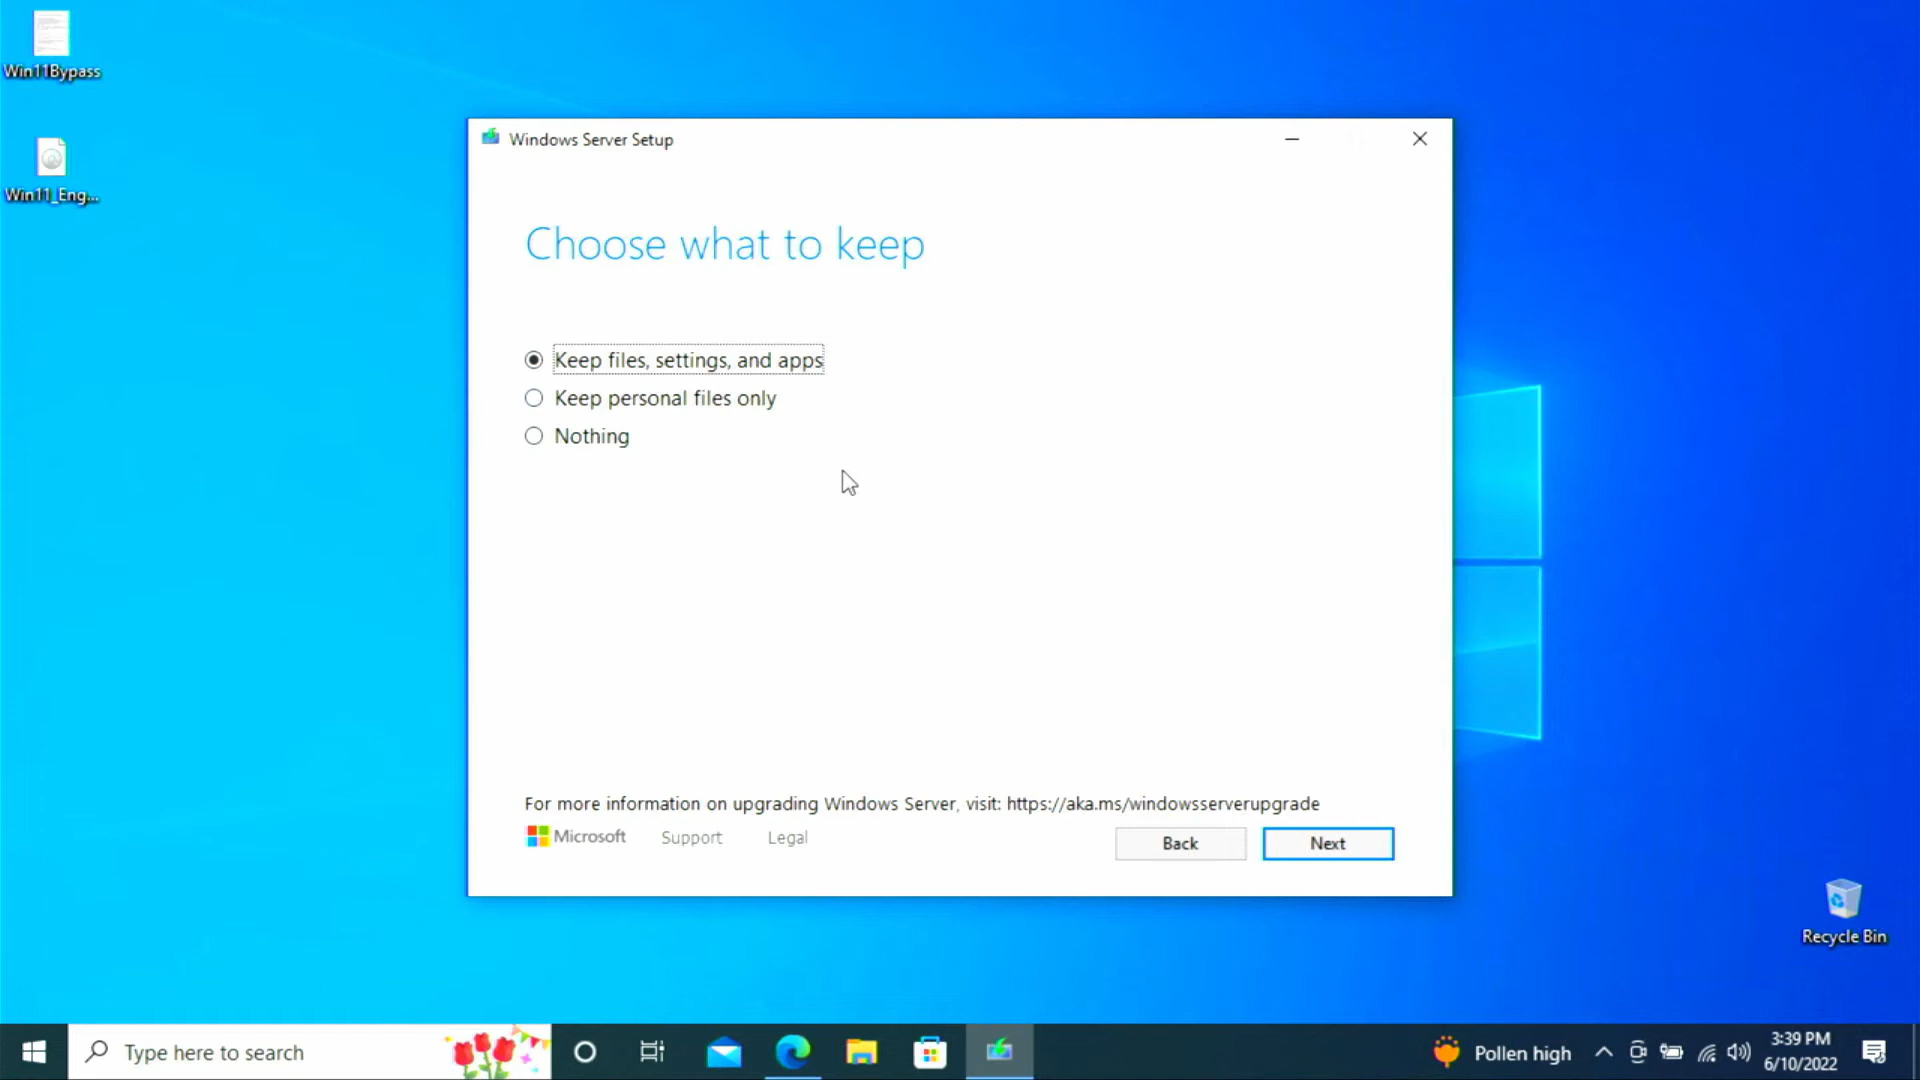 Win11Bypass
Win11_Eng...
Windows Server Setup
Choose what to keep
Keep files, settings, and apps
Keep personal files only
Nothing
For more information on upgrading Windows Server, visit: https://aka.ms/windowsserverupgrade
Microsoft
Support
Legal
Back
Next
Recycle Bin
Type here to search
Pollen high
3:39 PM
6/10/2022